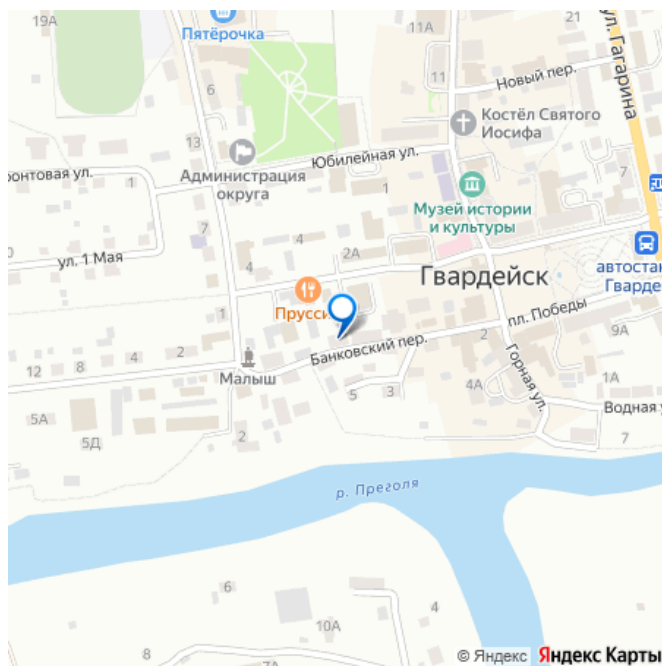 19А
Пятёрочка
6
21
11А
11
Новый пер.
ул. Гагарина
Костёл Святого
Иосифа
13
Администрация
округа
Юбилейная ул.
ронтовая ул.
1
1
7
Музей истории
и культуры
ул. 1 Мая
4
2А
4
Прусси
Гвардейск
автостан
Гварде
пл. Победы
9А
Банковский пер.
2
2
4
8
12
Малыш
5
3
4А
Горная ул.
1А
Водная у
7
5А
5Д
2
р. Преголя
6
10А
4
8
7А
© Яндекс Яндекс Карты